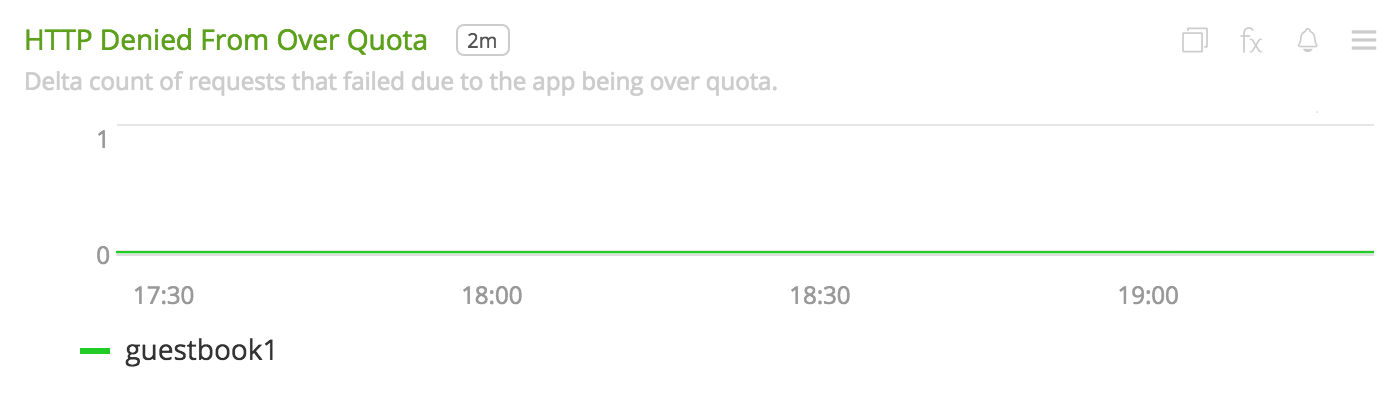 HTTP Denied From Over Quota 2m
fx
Delta count of requests that failed due to the app being over quota.
1
0
17:30 18:00 18:30 19:00
guestbook1